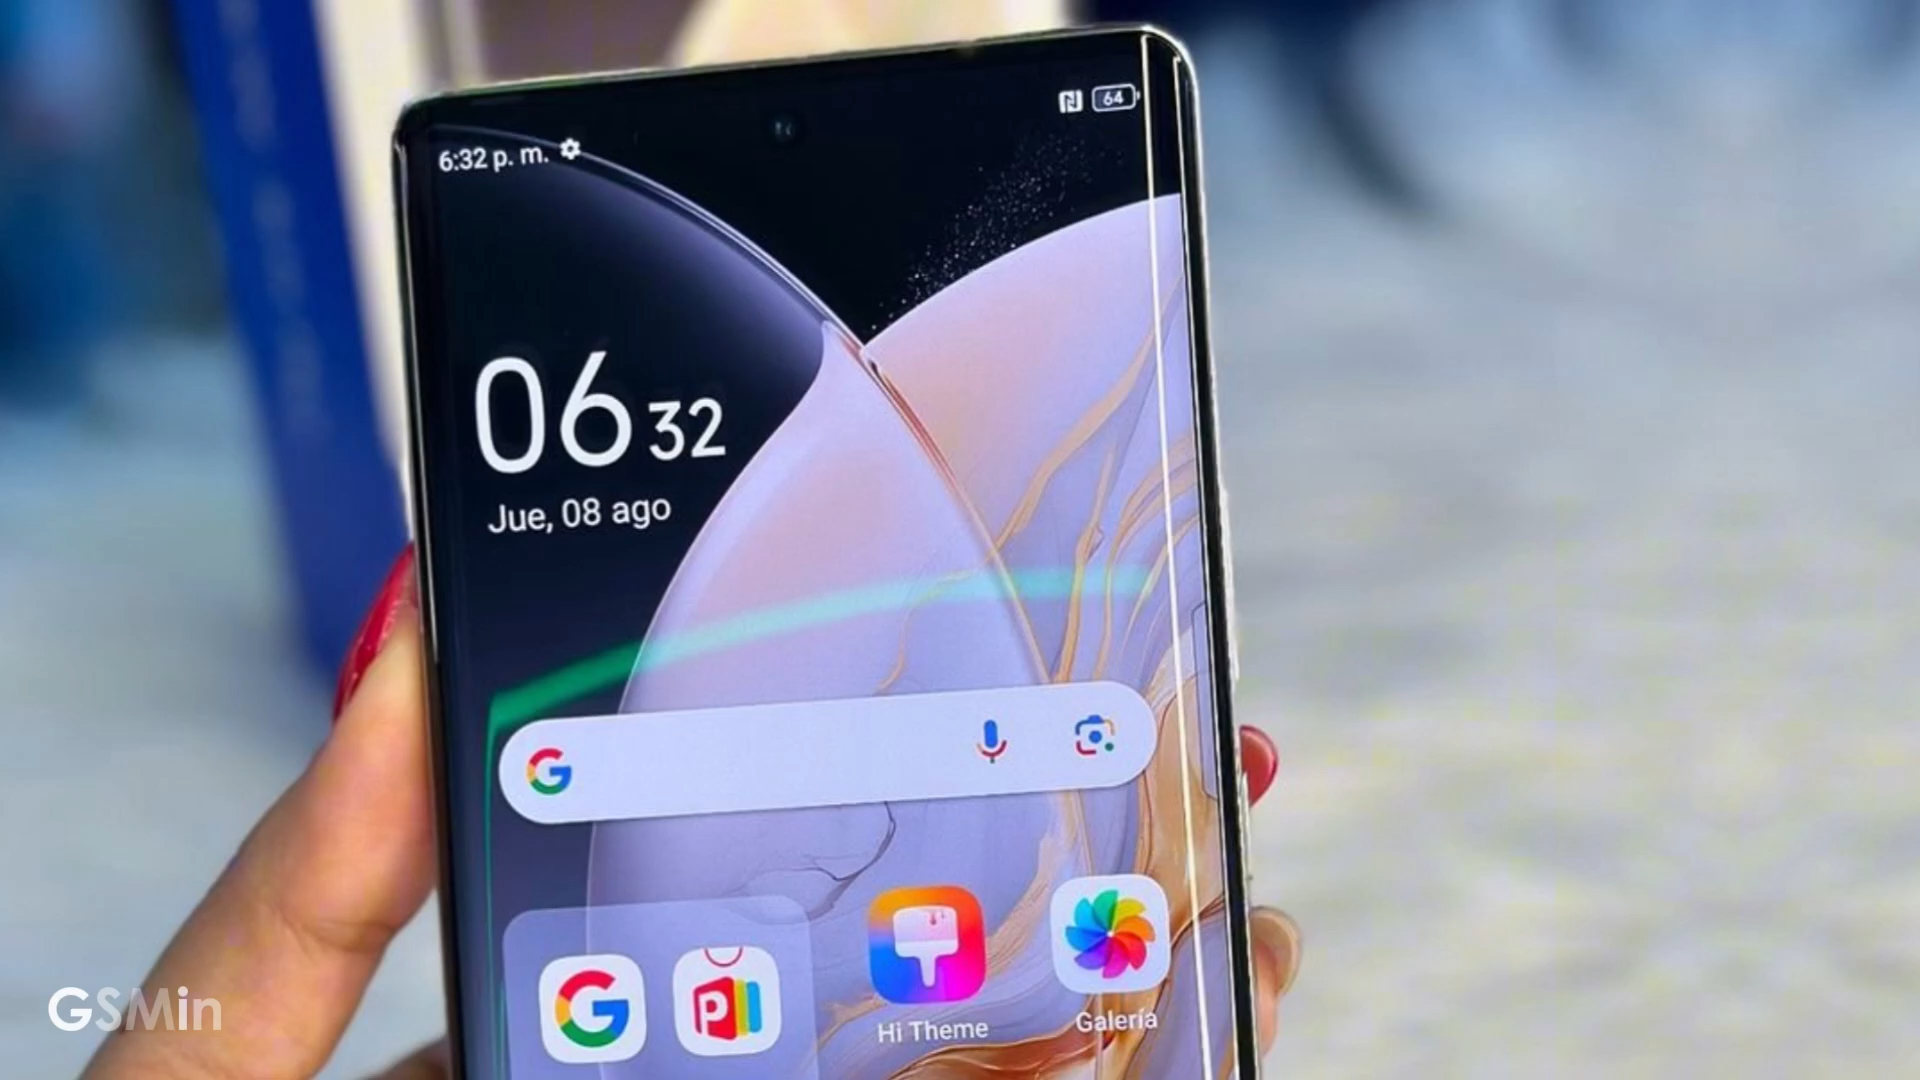 64
6:32 p. m.
06 32
Jue, 08 ago
G
G
P
Hi Theme
Galería
GSMin